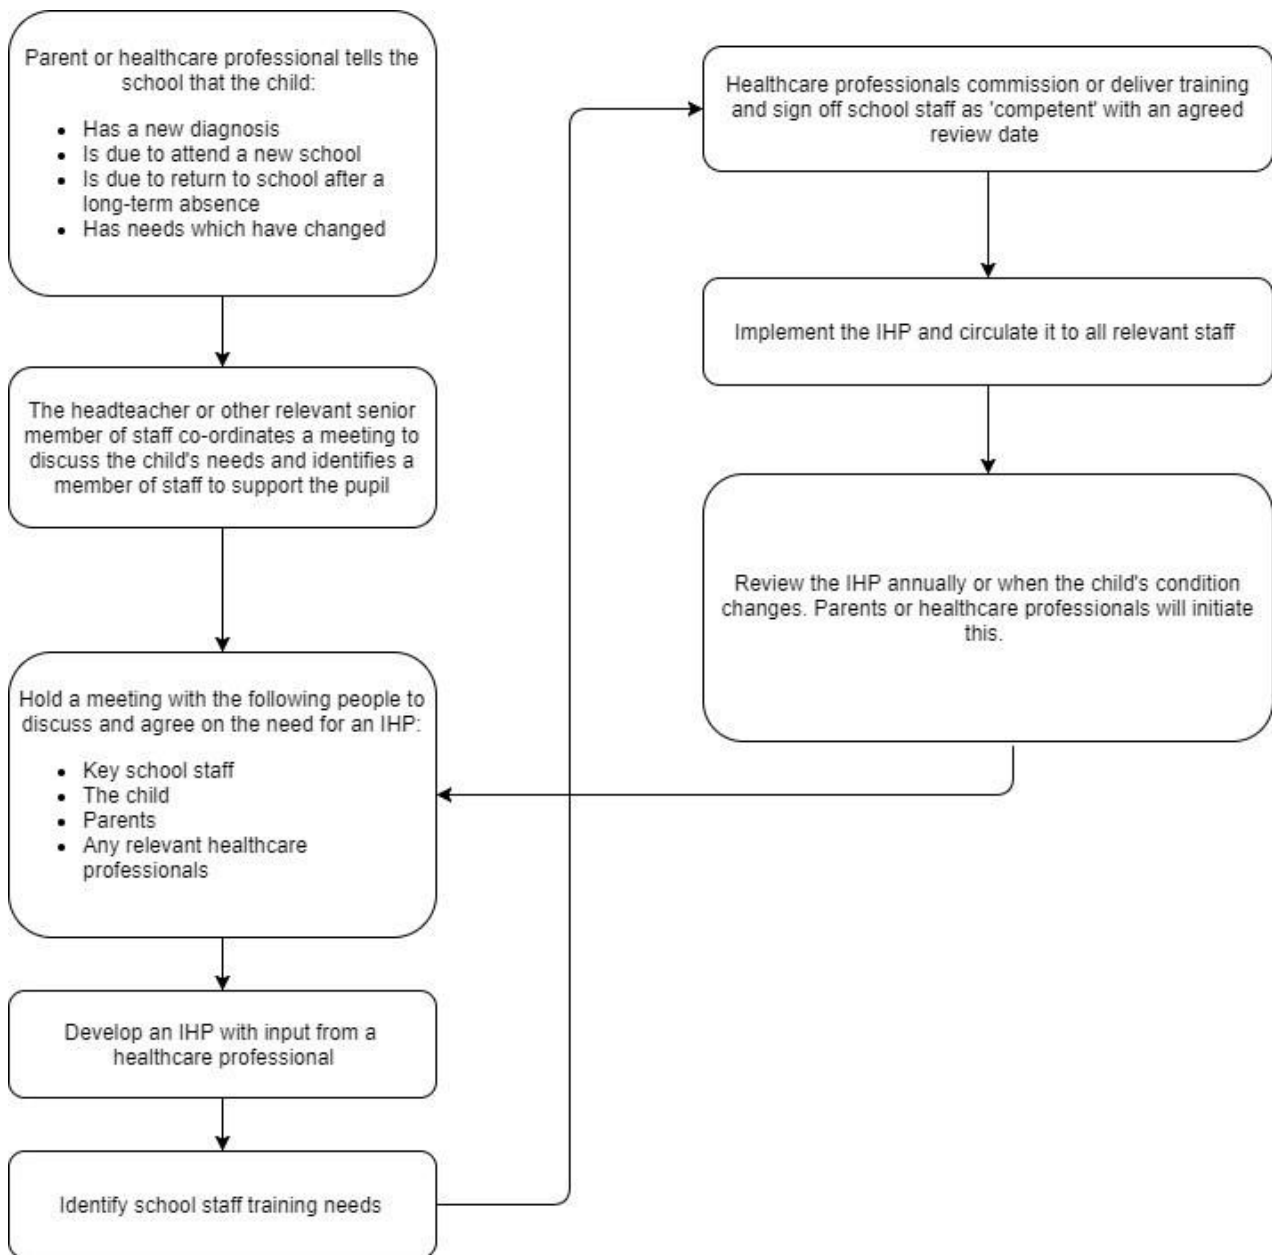 Parent or healthcare professional tells the
school that the child:
• Has a new diagnosis
• Is due to attend a new school
• Is due to return to school after a
long-term absence
• Has needs which have changed
The headteacher or other relevant senior
member of staff co-ordinates a meeting to
discuss the child's needs and identifies a
member of staff to support the pupil
Hold a meeting with the following people to
discuss and agree on the need for an IHP:
• Key school staff
• The child
• Parents
• Any relevant healthcare
professionals
Develop an IHP with input from a
healthcare professional
Identify school staff training needs
Healthcare professionals commission or deliver training
and sign off school staff as 'competent' with an agreed
review date
Implement the IHP and circulate it to all relevant staff
Review the IHP annually or when the child's condition
changes. Parents or healthcare professionals will initiate
this.